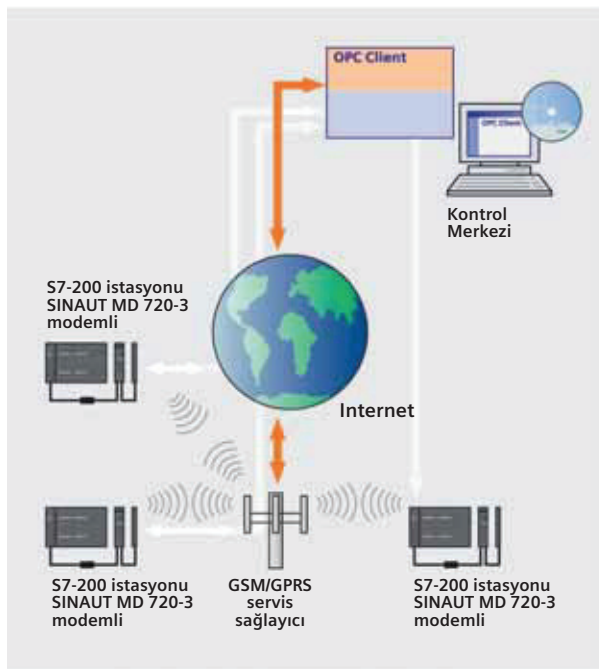 OPC Client
OPC Client
Kontrol
Merkezi
S7-200 istasyonu
SINAUT MD 720-3
modemli
Internet
S7-200 istasyonu
SINAUT MD 720-3
modemli
GSM/GPRS
servis
sağlayıcı
S7-200 istasyonu
SINAUT MD 720-3
modemli